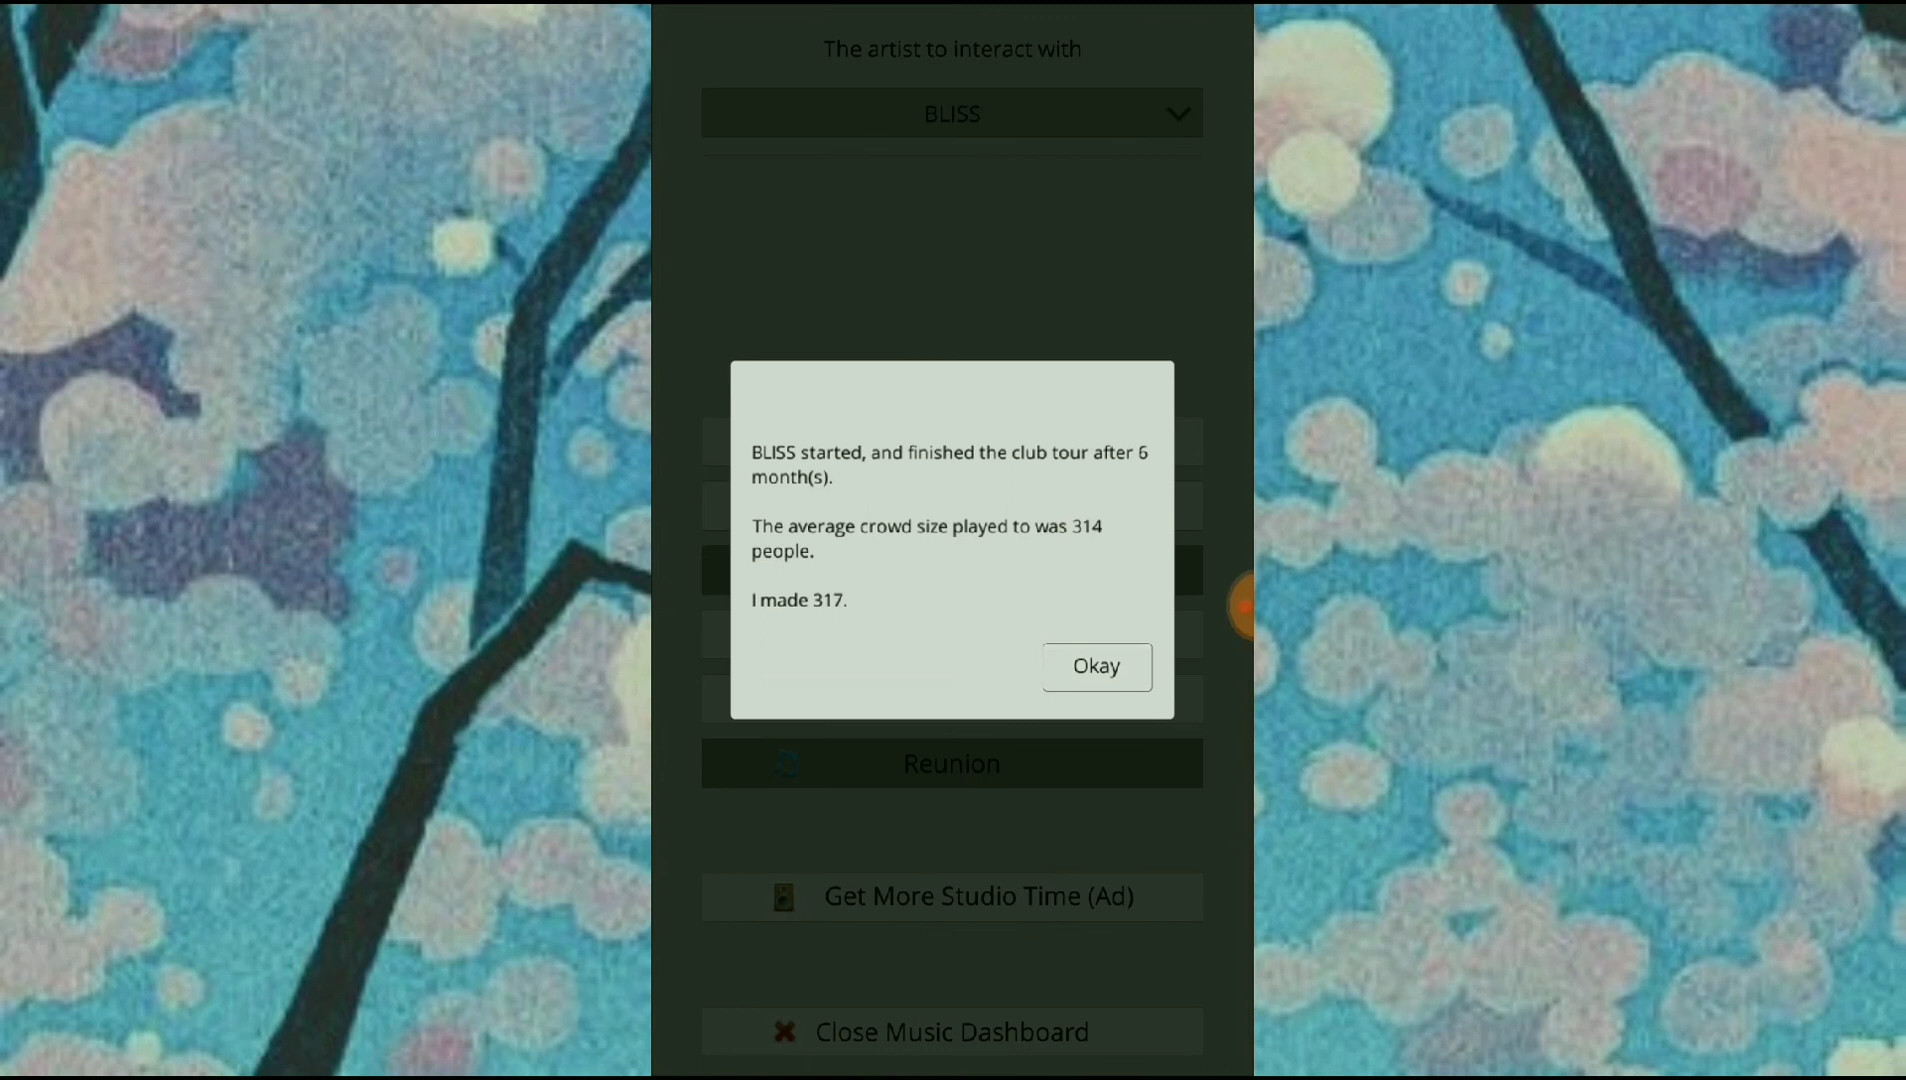 The artist to interact with
BLISS
BLISS started, and finished the club tour after 6
month(s).
The average crowd size played to was 314
people.
I made 317.
Okay
Reunion
Get More Studio Time (Ad)
Close Music Dashboard